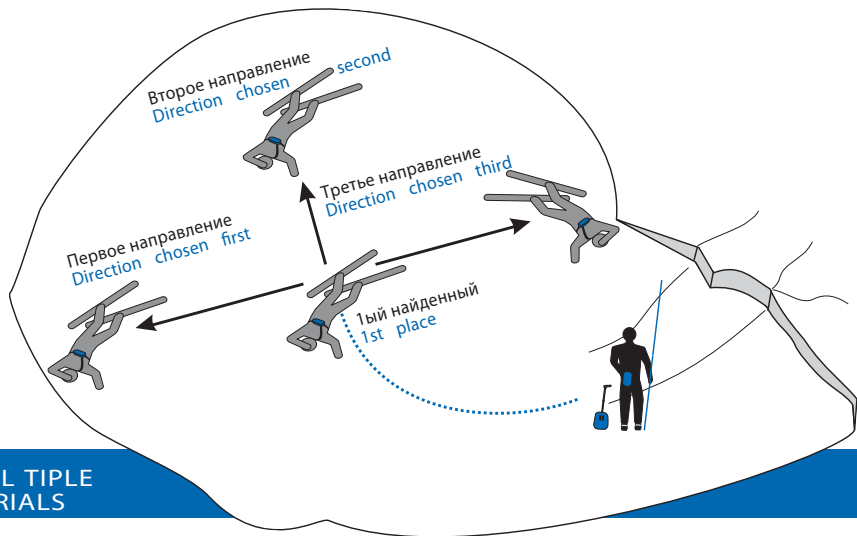 Второе направление
Direction chosen second
Третье направление
Direction chosen third
Первое направление
Direction chosen first
1ый найденный
1st place
L TIPLE
RIALS